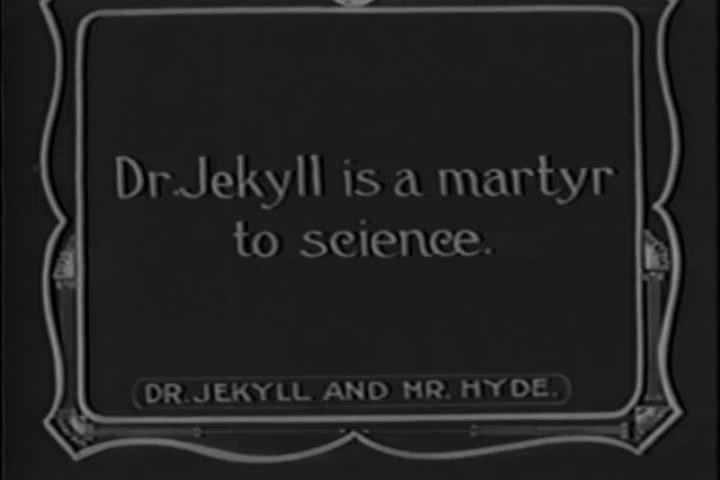 Dr. Jekyll is a martyr
to science.
DR. JEKYLL AND MR. HYDE.